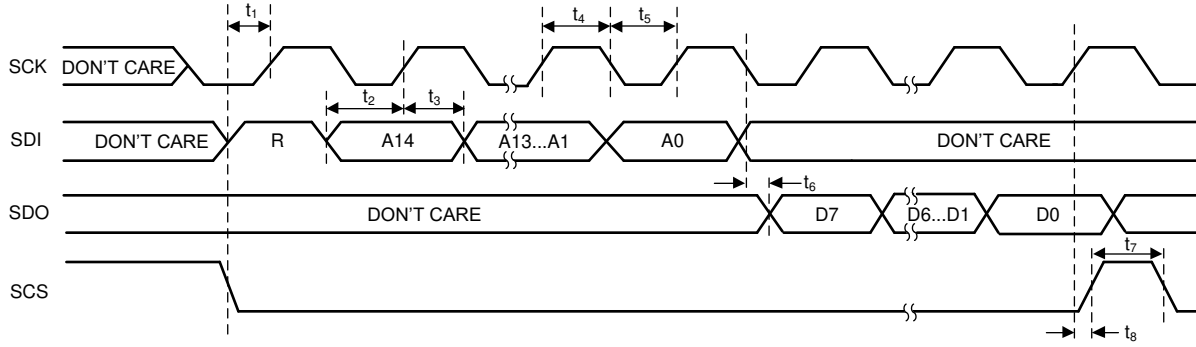 t1 t4 t5
SCK DON'T CARE
t2 t3
SDI DON'T CARE R A14 A13...A1 A0 DON'T CARE
t6
SDO DON'T CARE D7 D6...D1 D0
t7
SCS
t8